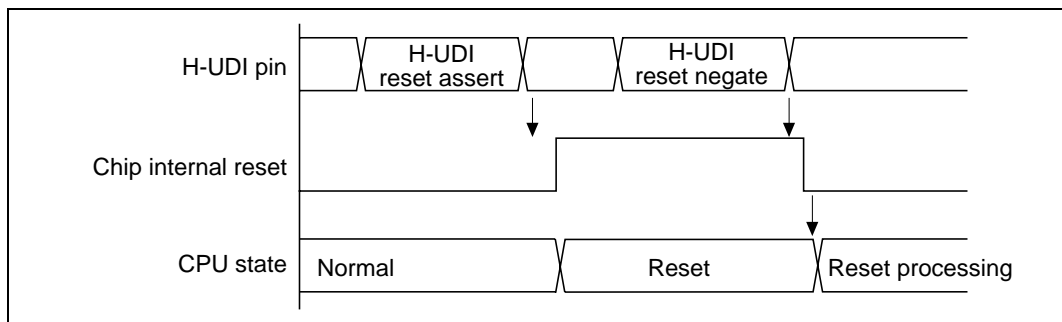 H-UDI pin
H-UDI
reset assert
H-UDI
reset negate
Chip internal reset
CPU state
Normal
Reset
Reset processing